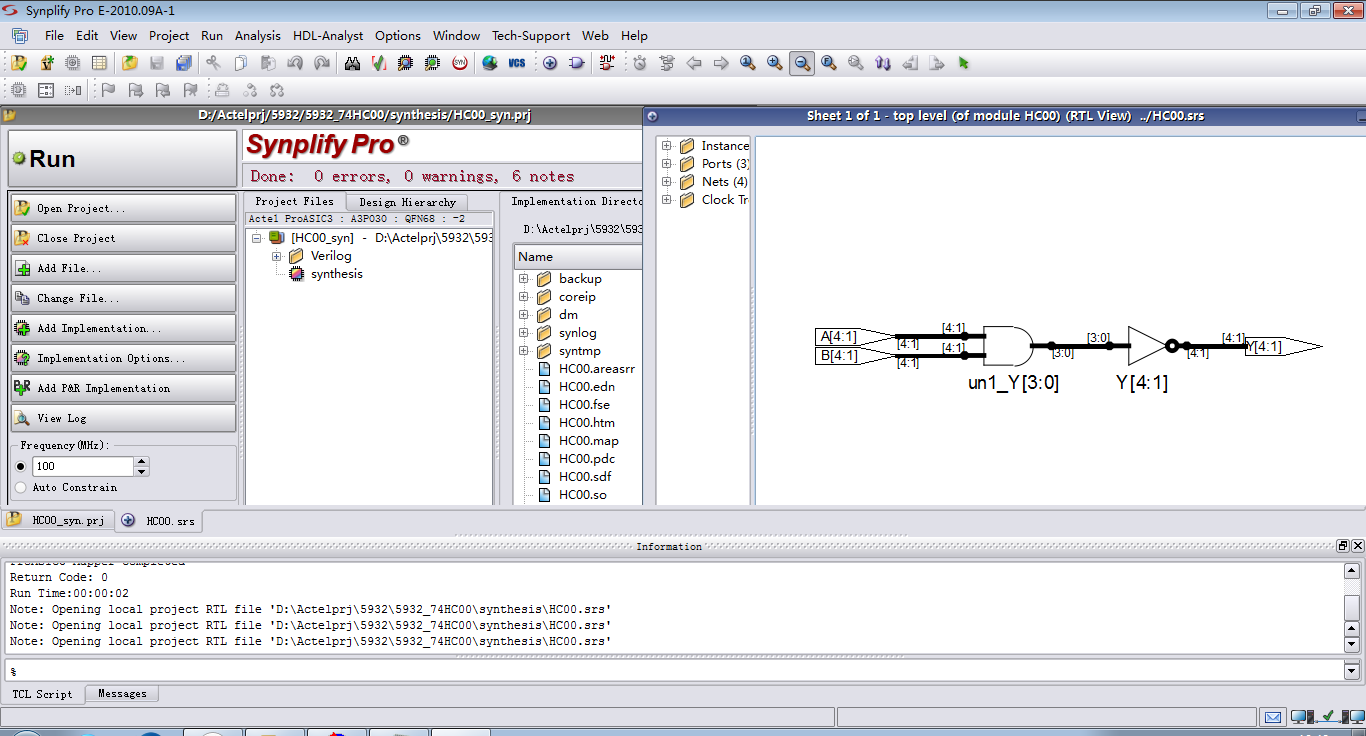 Synplify Pro E-2010.09A-1
File Edit View Project Run Analysis HDL-Analyst Options Window Tech-Support Web Help
VCS
D:/Actelprj/5932/5932_74HC00/synthesis/HC00_syn.prj
Sheet 1 of 1 - top level (of module HC00) (RTL View) ../HC00.srs
Run
Synplify Pro®
Done: 0 errors, 0 warnings, 6 notes
Open Project...
Close Project
Add File...
Change File...
Add Implementation...
Implementation Options...
Add P&R Implementation
View Log
Frequency(MHz):
100
Auto Constrain
Project Files
Design Hierarchy
Actel ProASIC3 : A3P030 : QFN68 : -2
[HC00_syn] - D:\Actelprj\5932\593
Verilog
synthesis
Implementation Directo
D:\Actelprj\5932\593
Name
backup
coreip
dm
synlog
syntmp
HC00.areasrr
HC00.edn
HC00.fse
HC00.htm
HC00.map
HC00.pdc
HC00.sdf
HC00.so
Instance
Ports (3)
Nets (4)
Clock Tr
A[4:1]
B[4:1]
[4:1]
[4:1]
[4:1]
[4:1]
un1_Y[3:0]
[3:0]
[3:0]
Y[4:1]
[4:1]
[4:1]
Y[4:1]
HC00_syn.prj
HC00.srs
Information
Return Code: 0
Run Time:00:00:02
Note: Opening local project RTL file 'D:\Actelprj\5932\5932_74HC00\synthesis\HC00.srs'
Note: Opening local project RTL file 'D:\Actelprj\5932\5932_74HC00\synthesis\HC00.srs'
Note: Opening local project RTL file 'D:\Actelprj\5932\5932_74HC00\synthesis\HC00.srs'
%
TCL Script
Messages